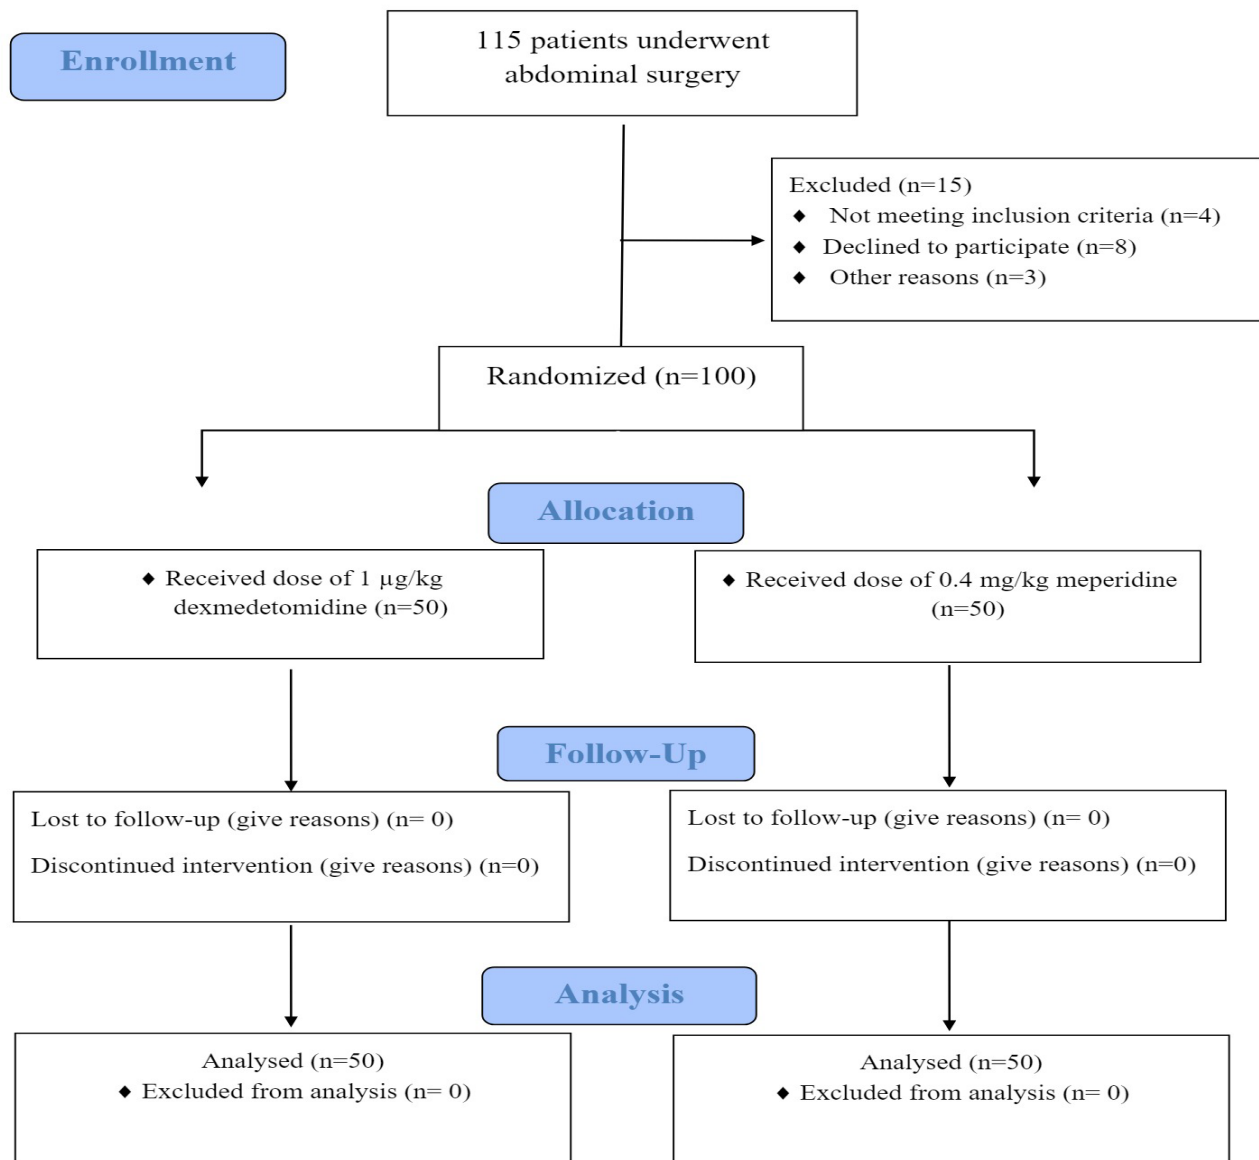 Enrollment
115 patients underwent
abdominal surgery
Excluded (n=15)
◆ Not meeting inclusion criteria (n=4)
◆ Declined to participate (n=8)
◆ Other reasons (n=3)
Randomized (n=100)
Allocation
◆ Received dose of 1 µg/kg
dexmedetomidine (n=50)
◆ Received dose of 0.4 mg/kg meperidine
(n=50)
Follow-Up
Lost to follow-up (give reasons) (n= 0)
Discontinued intervention (give reasons) (n=0)
Lost to follow-up (give reasons) (n= 0)
Discontinued intervention (give reasons) (n=0)
Analysis
Analysed (n=50)
◆ Excluded from analysis (n= 0)
Analysed (n=50)
◆ Excluded from analysis (n= 0)